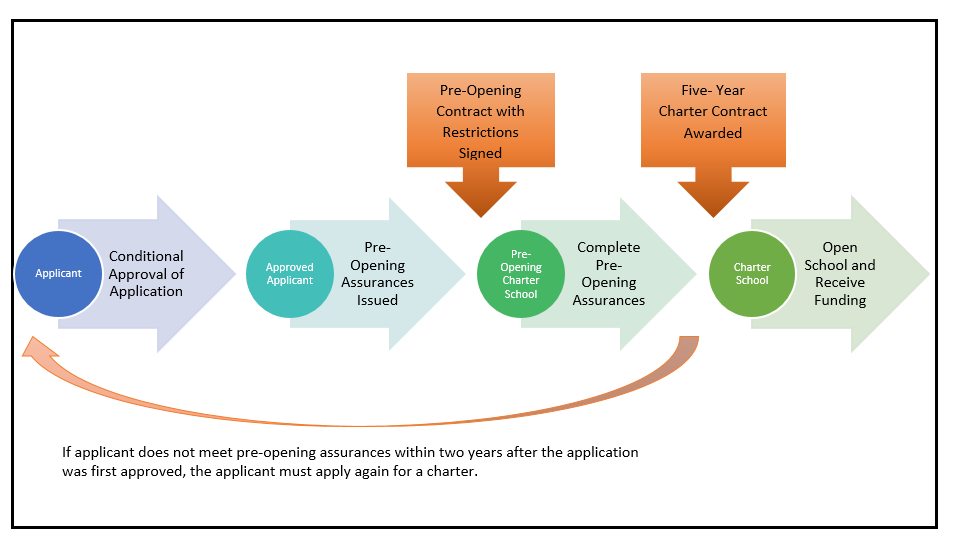 Pre-Opening
Contract with
Restrictions
Signed
Five- Year
Charter Contract
Awarded
Applicant
Conditional
Approval of
Application
Approved
Applicant
Pre-
Opening
Assurances
Issued
Pre-
Opening
Charter
School
Complete
Pre-
Opening
Assurances
Charter
School
Open
School and
Receive
Funding
If applicant does not meet pre-opening assurances within two years after the application
was first approved, the applicant must apply again for a charter.